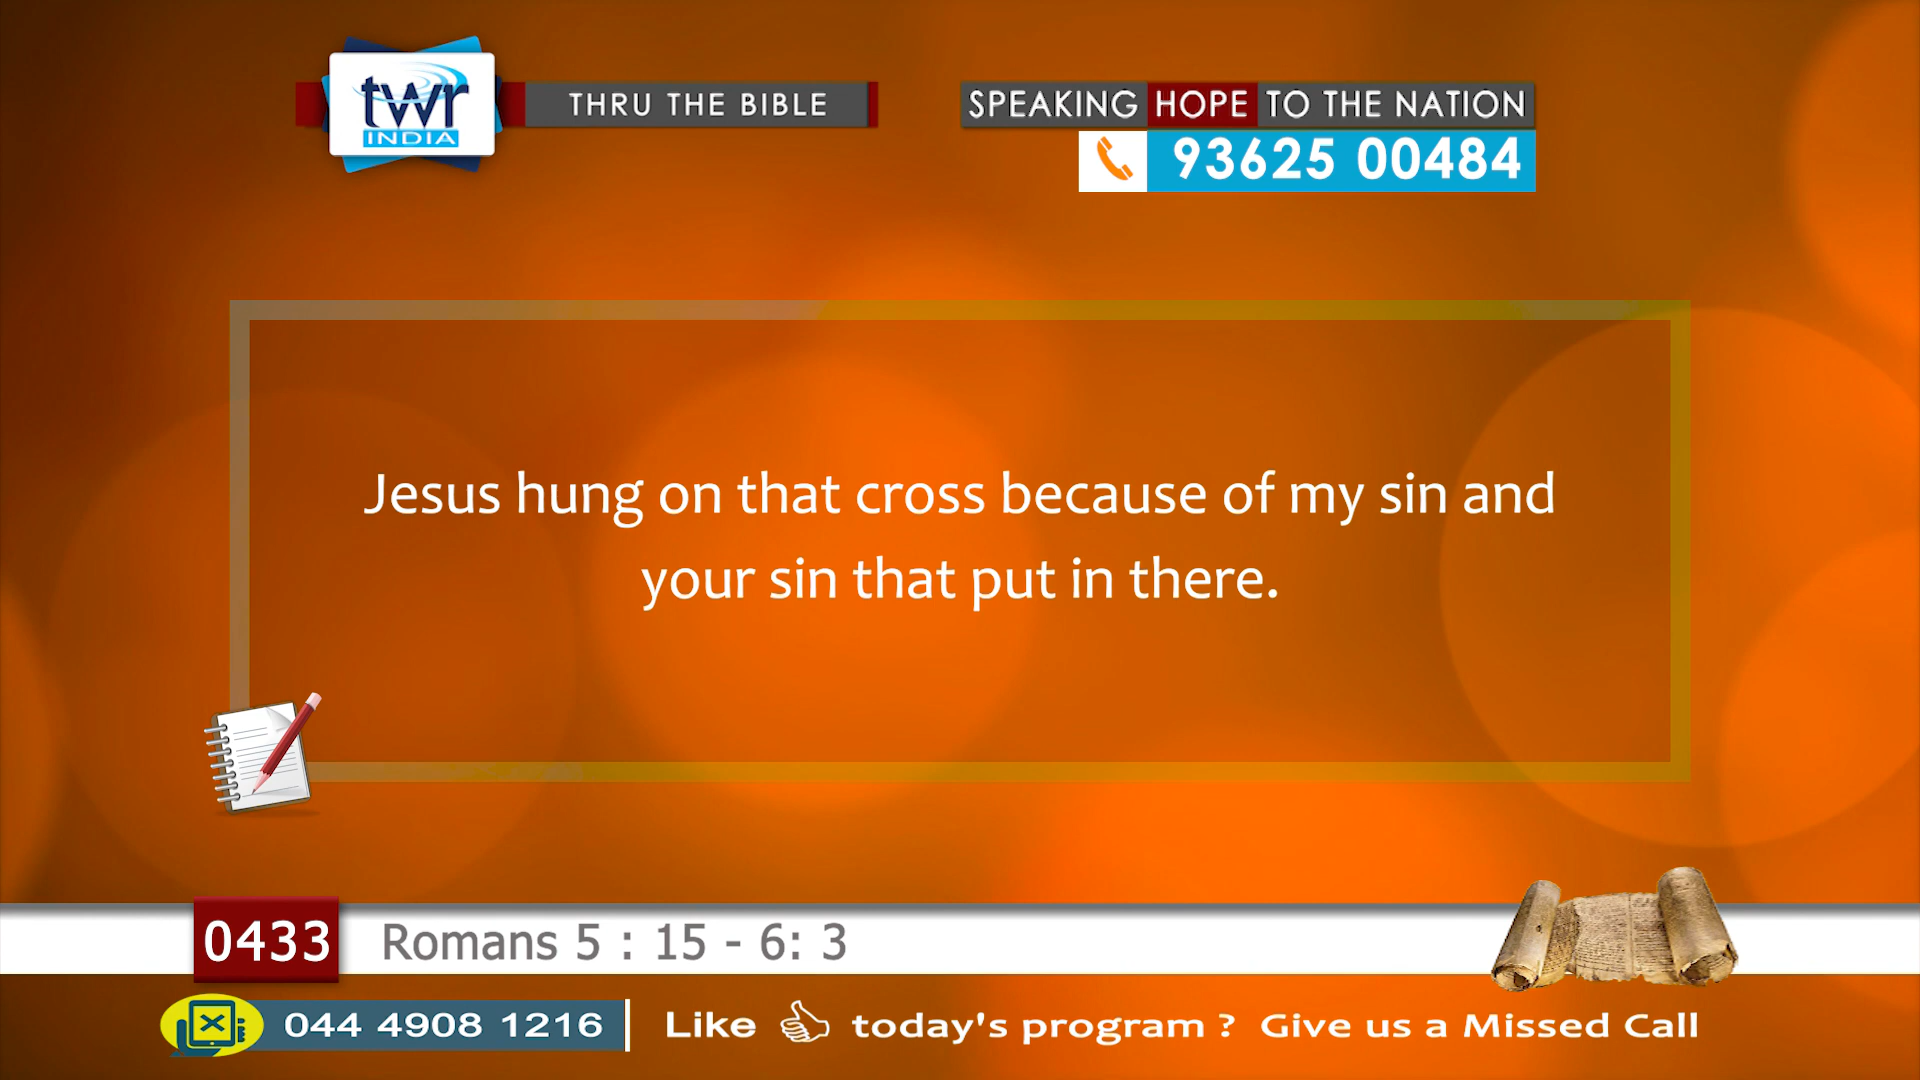 twr
INDIA
THRU THE BIBLE
SPEAKING HOPE TO THE NATION
93625 00484
Jesus hung on that cross because of my sin and
your sin that put in there.
0433
Romans 5 : 15 - 6: 3
044 4908 1216
Like today's program ? Give us a Missed Call